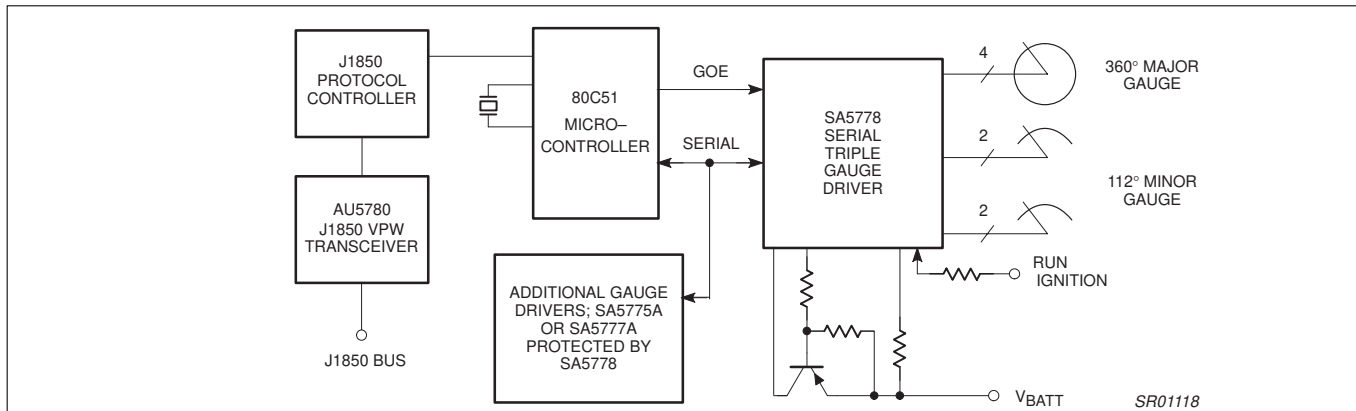 J1850
PROTOCOL
CONTROLLER
AU5780
J1850 VPW
TRANSCEIVER
J1850 BUS
80C51
MICRO–
CONTROLLER
GOE
SERIAL
ADDITIONAL GAUGE
DRIVERS; SA5775A
OR SA5777A
PROTECTED BY
SA5778
SA5778
SERIAL
TRIPLE
GAUGE
DRIVER
4
360° MAJOR
GAUGE
2
112° MINOR
GAUGE
2
RUN
IGNITION
VBATT
SR01118